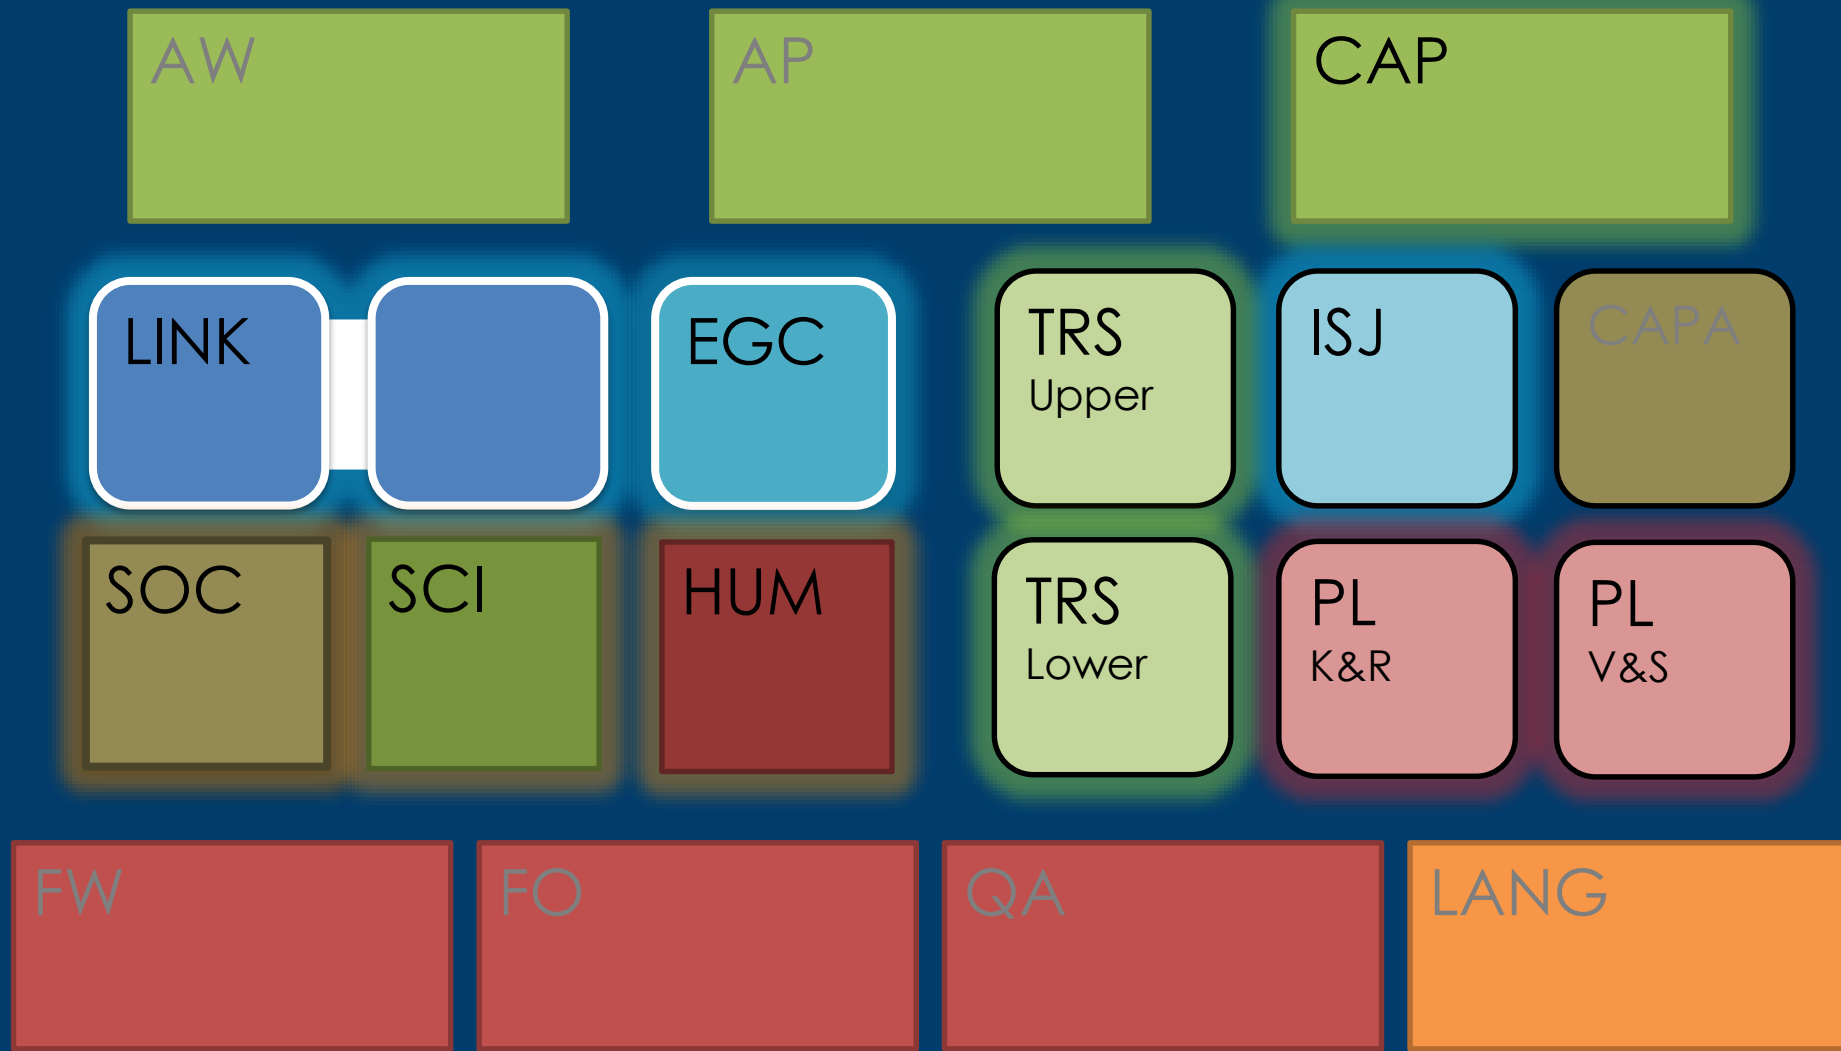 AW
AP
CAP
LINK
EGC
TRS
Upper
ISJ
CAPA
SOC
SCI
HUM
TRS
Lower
PL
K&R
PL
V&S
FW
FO
QA
LANG